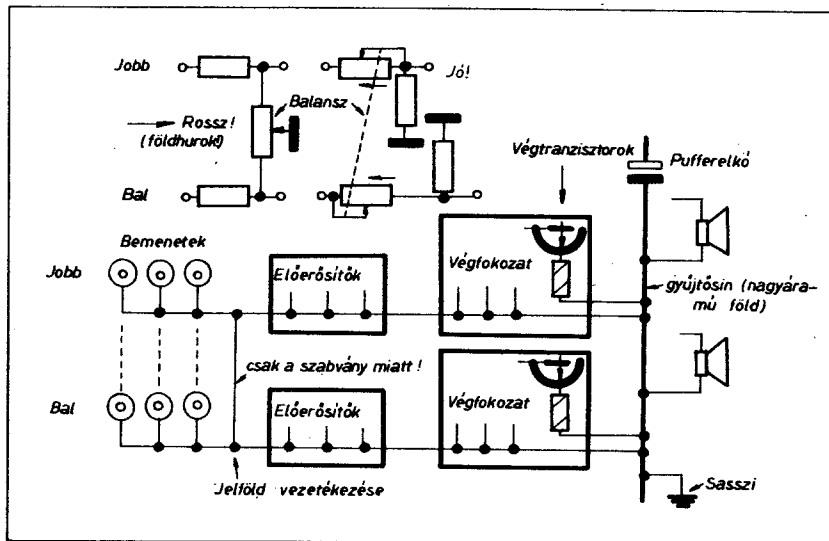 Jobb
Jó!
Balansz
Rossz!
(földhurok!)
Bal
Végtranzisztorok
Pufferelkó
Bemenetek
Jobb
Előerősítők
Végfokozat
gyűjtősin (nagyára-
mú föld)
csak a szabvány miatt!
Bal
Előerősítők
Végfokozat
Jelföld vezetékezése
Sasszi